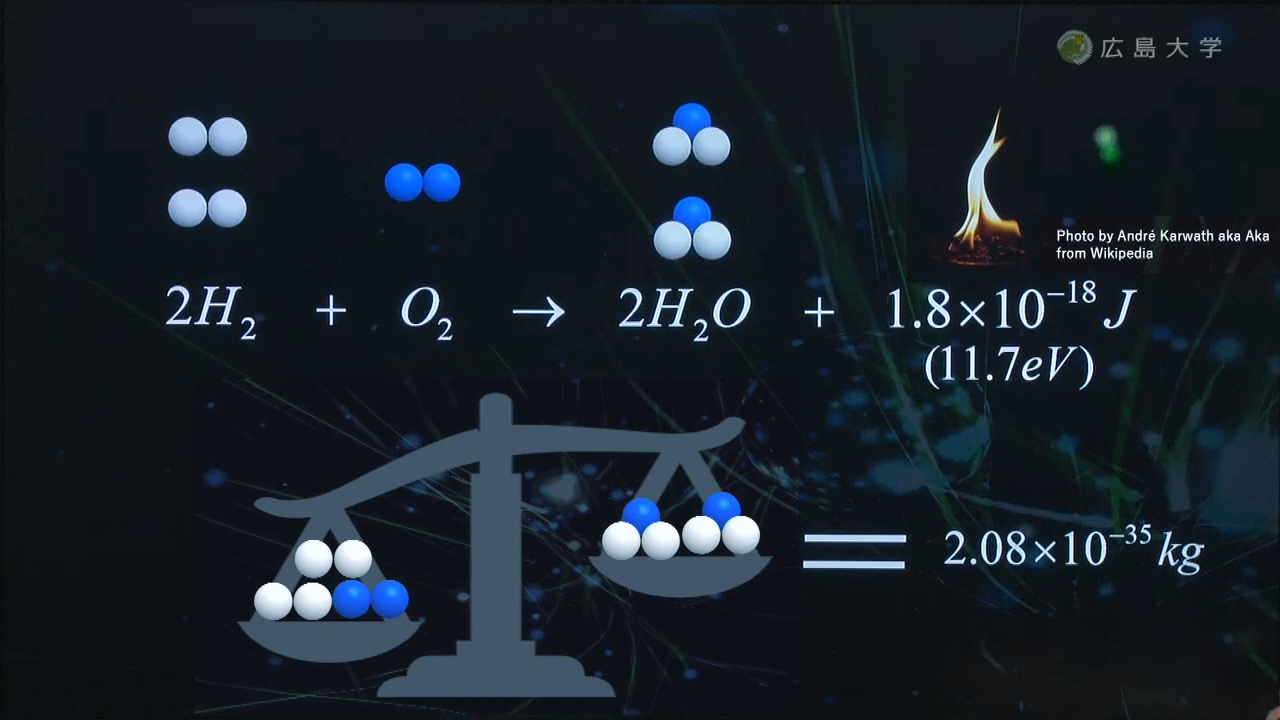 広島大学
Photo by André Karwath aka Aka
from Wikipedia
2H₂ + O₂ → 2H₂O + 1.8×10⁻¹⁸ J
(11.7eV)
2.08×10⁻³⁵ kg